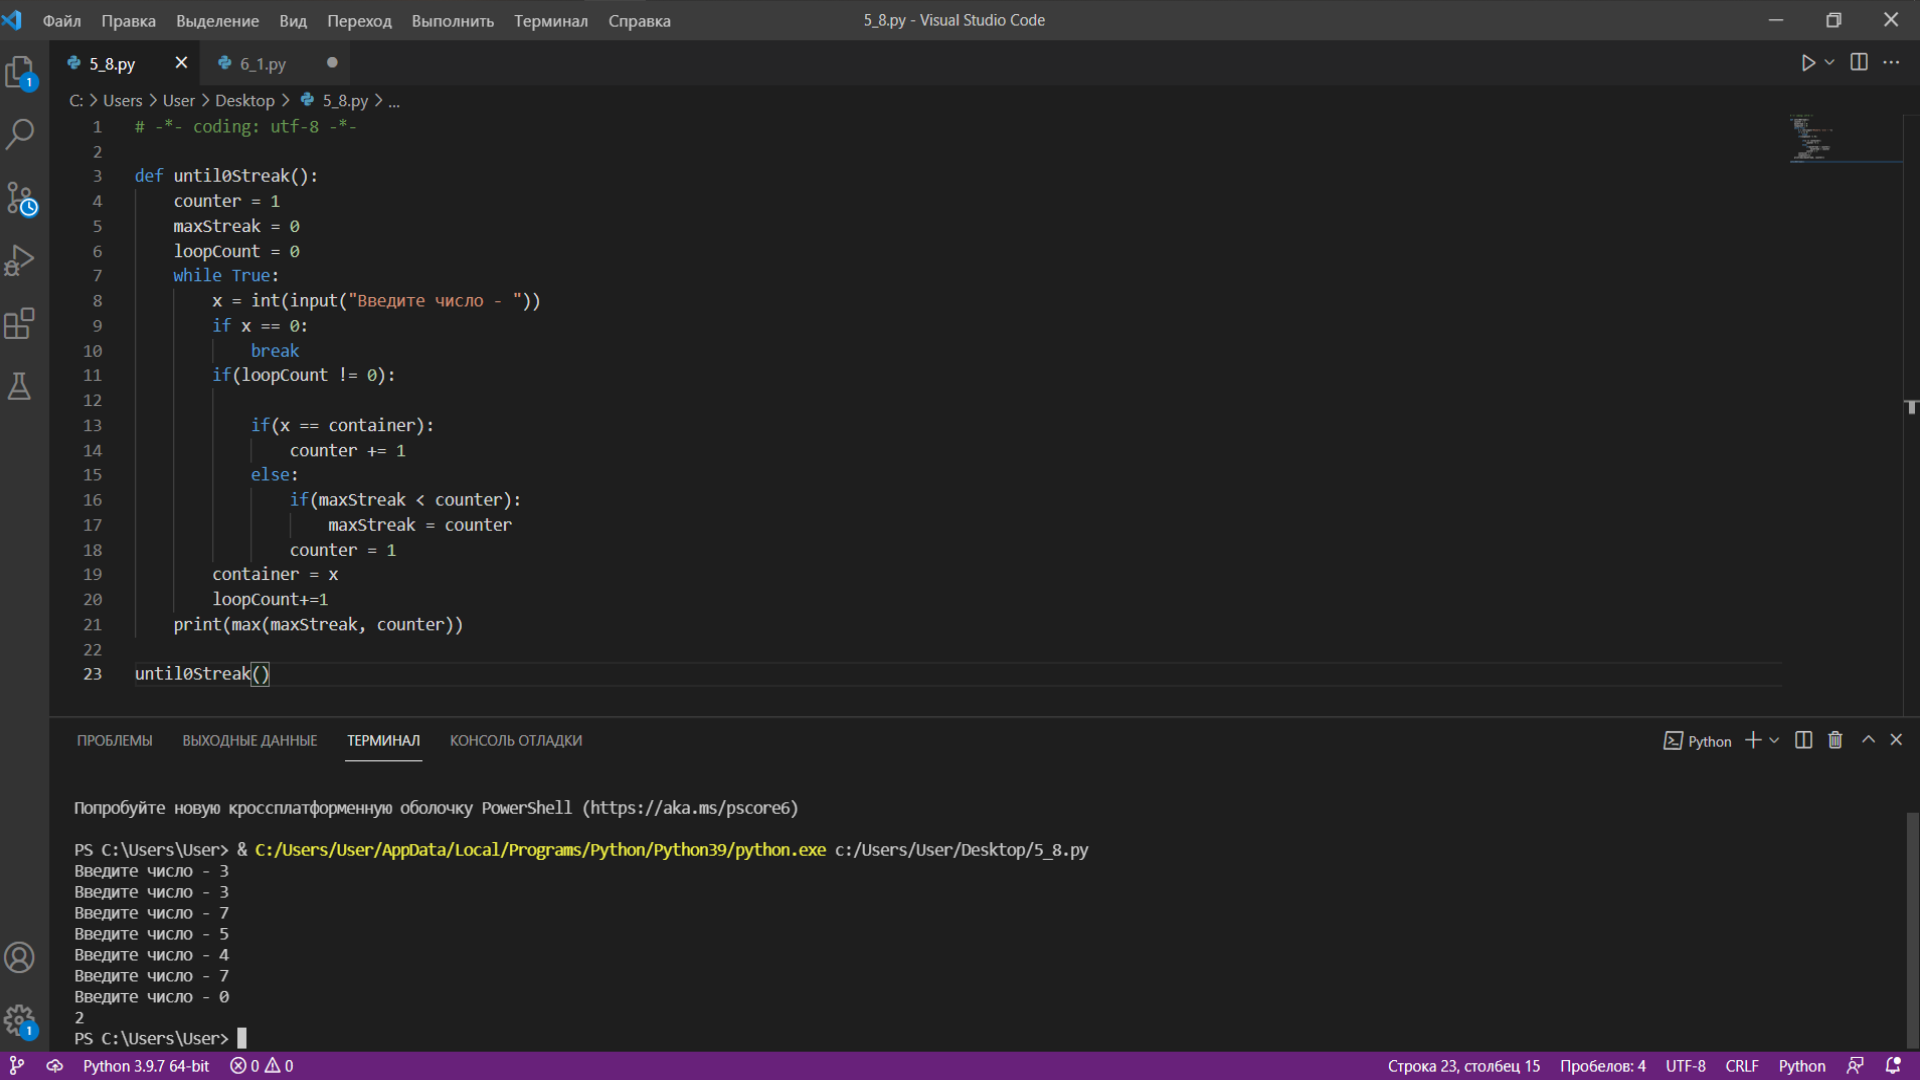 Файл Правка Выделение Вид Переход Выполнить Терминал Справка 5_8.py - Visual Studio Code
5_8.py 6_1.py
1
C: > Users > User > Desktop > 5_8.py > ...
1 # -*- coding: utf-8 -*-
2
3 def until0Streak():
4 counter = 1
5 maxStreak = 0
6 loopCount = 0
7 while True:
8 x = int(input("Введите число - "))
9 if x == 0:
10 break
11 if(loopCount != 0):
12
13 if(x == container):
14 counter += 1
15 else:
16 if(maxStreak < counter):
17 maxStreak = counter
18 counter = 1
19 container = x
20 loopCount+=1
21 print(max(maxStreak, counter))
22
23 until0Streak()
ПРОБЛЕМЫ ВЫХОДНЫЕ ДАННЫЕ ТЕРМИНАЛ КОНСОЛЬ ОТЛАДКИ Python
Попробуйте новую кроссплатформенную оболочку PowerShell (https://aka.ms/pscore6)
PS C:\Users\User> & C:/Users/User/AppData/Local/Programs/Python/Python39/python.exe c:/Users/User/Desktop/5_8.py
Введите число - 3
Введите число - 3
Введите число - 7
Введите число - 5
Введите число - 4
Введите число - 7
Введите число - 0
2
PS C:\Users\User>
1
Python 3.9.7 64-bit 0 0 Строка 23, столбец 15 Пробелов: 4 UTF-8 CRLF Python